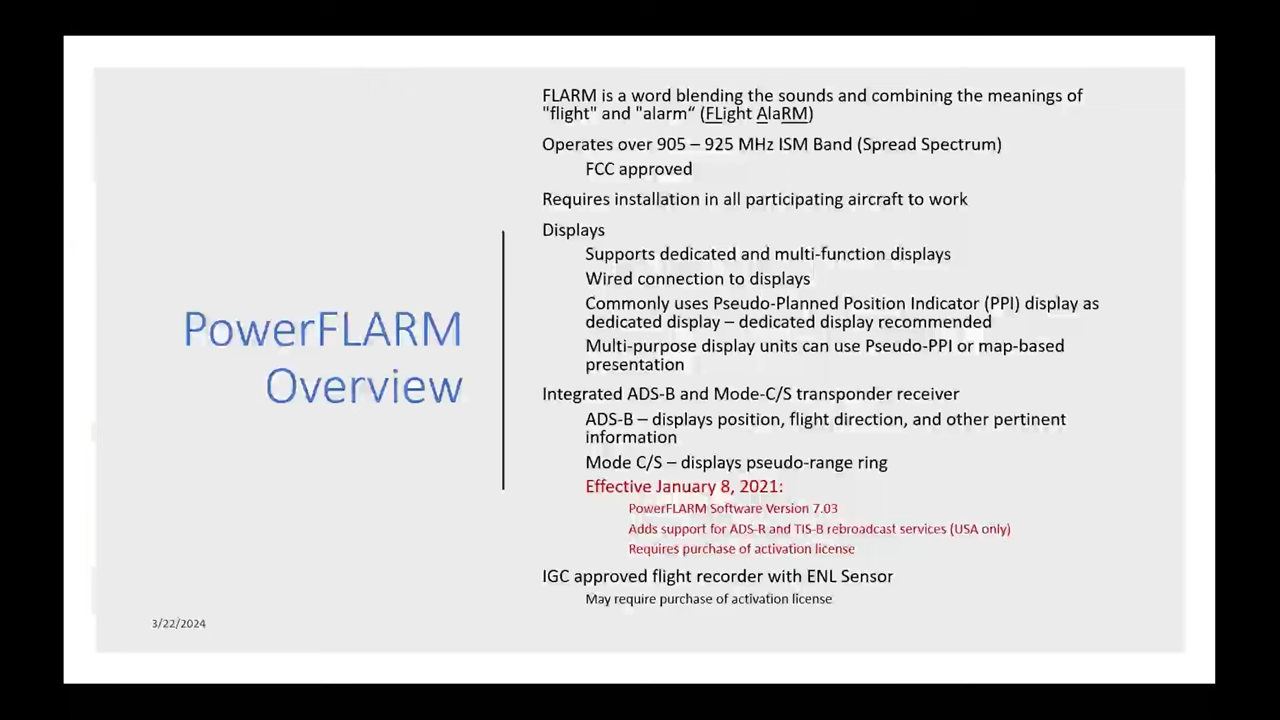 PowerFLARM
Overview
3/22/2024
FLARM is a word blending the sounds and combining the meanings of
"flight" and "alarm“ (FLight AlaRM)
Operates over 905 – 925 MHz ISM Band (Spread Spectrum)
FCC approved
Requires installation in all participating aircraft to work
Displays
Supports dedicated and multi-function displays
Wired connection to displays
Commonly uses Pseudo-Planned Position Indicator (PPI) display as
dedicated display – dedicated display recommended
Multi-purpose display units can use Pseudo-PPI or map-based
presentation
Integrated ADS-B and Mode-C/S transponder receiver
ADS-B – displays position, flight direction, and other pertinent
information
Mode C/S – displays pseudo-range ring
Effective January 8, 2021:
PowerFLARM Software Version 7.03
Adds support for ADS-R and TIS-B rebroadcast services (USA only)
Requires purchase of activation license
IGC approved flight recorder with ENL Sensor
May require purchase of activation license